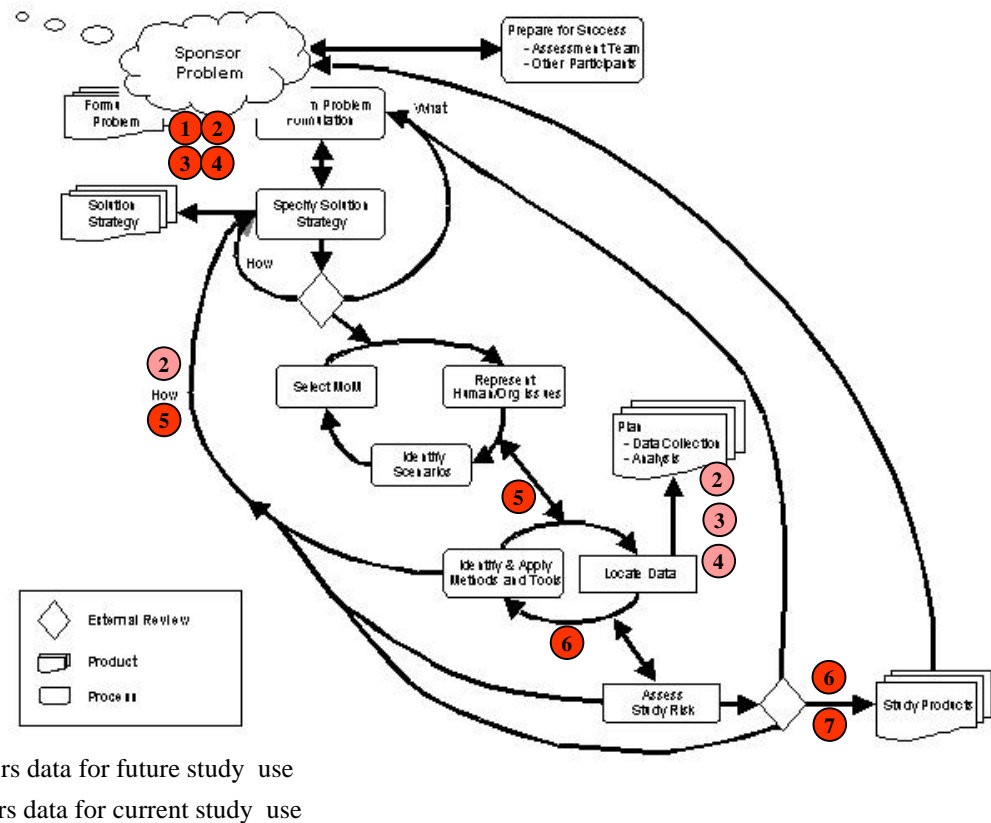 Sponsor
Problem
Prepare for Success
- Assessment Team
- Other Participants
Problem
Problem
What
1 2
3 4
Solution
Strategy
Specify Solution
Strategy
How
2
How
5
Select MoM
Represent
Human/Org Issues
Identify
Scenarios
Plan
- Data Collection
- Analysis
2
3
4
5
Identify & Apply
Methods and Tools
Locate Data
6
External Review
Product
Process
Assess
Study Risk
6
7
Study Products
data for future study use
data for current study use